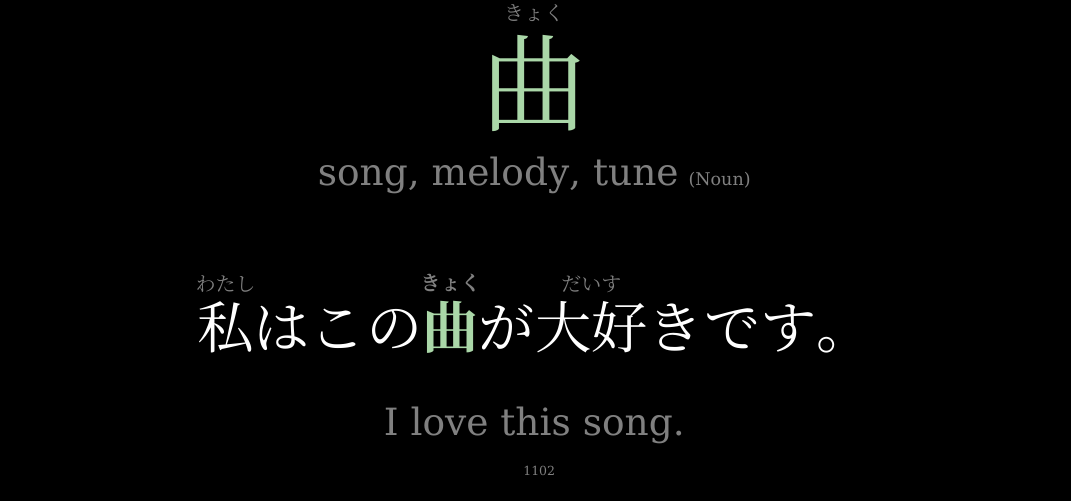 きょく
曲
song, melody, tune (Noun)
わたし きょく だいす
私はこの曲が大好きです。
I love this song.
1102